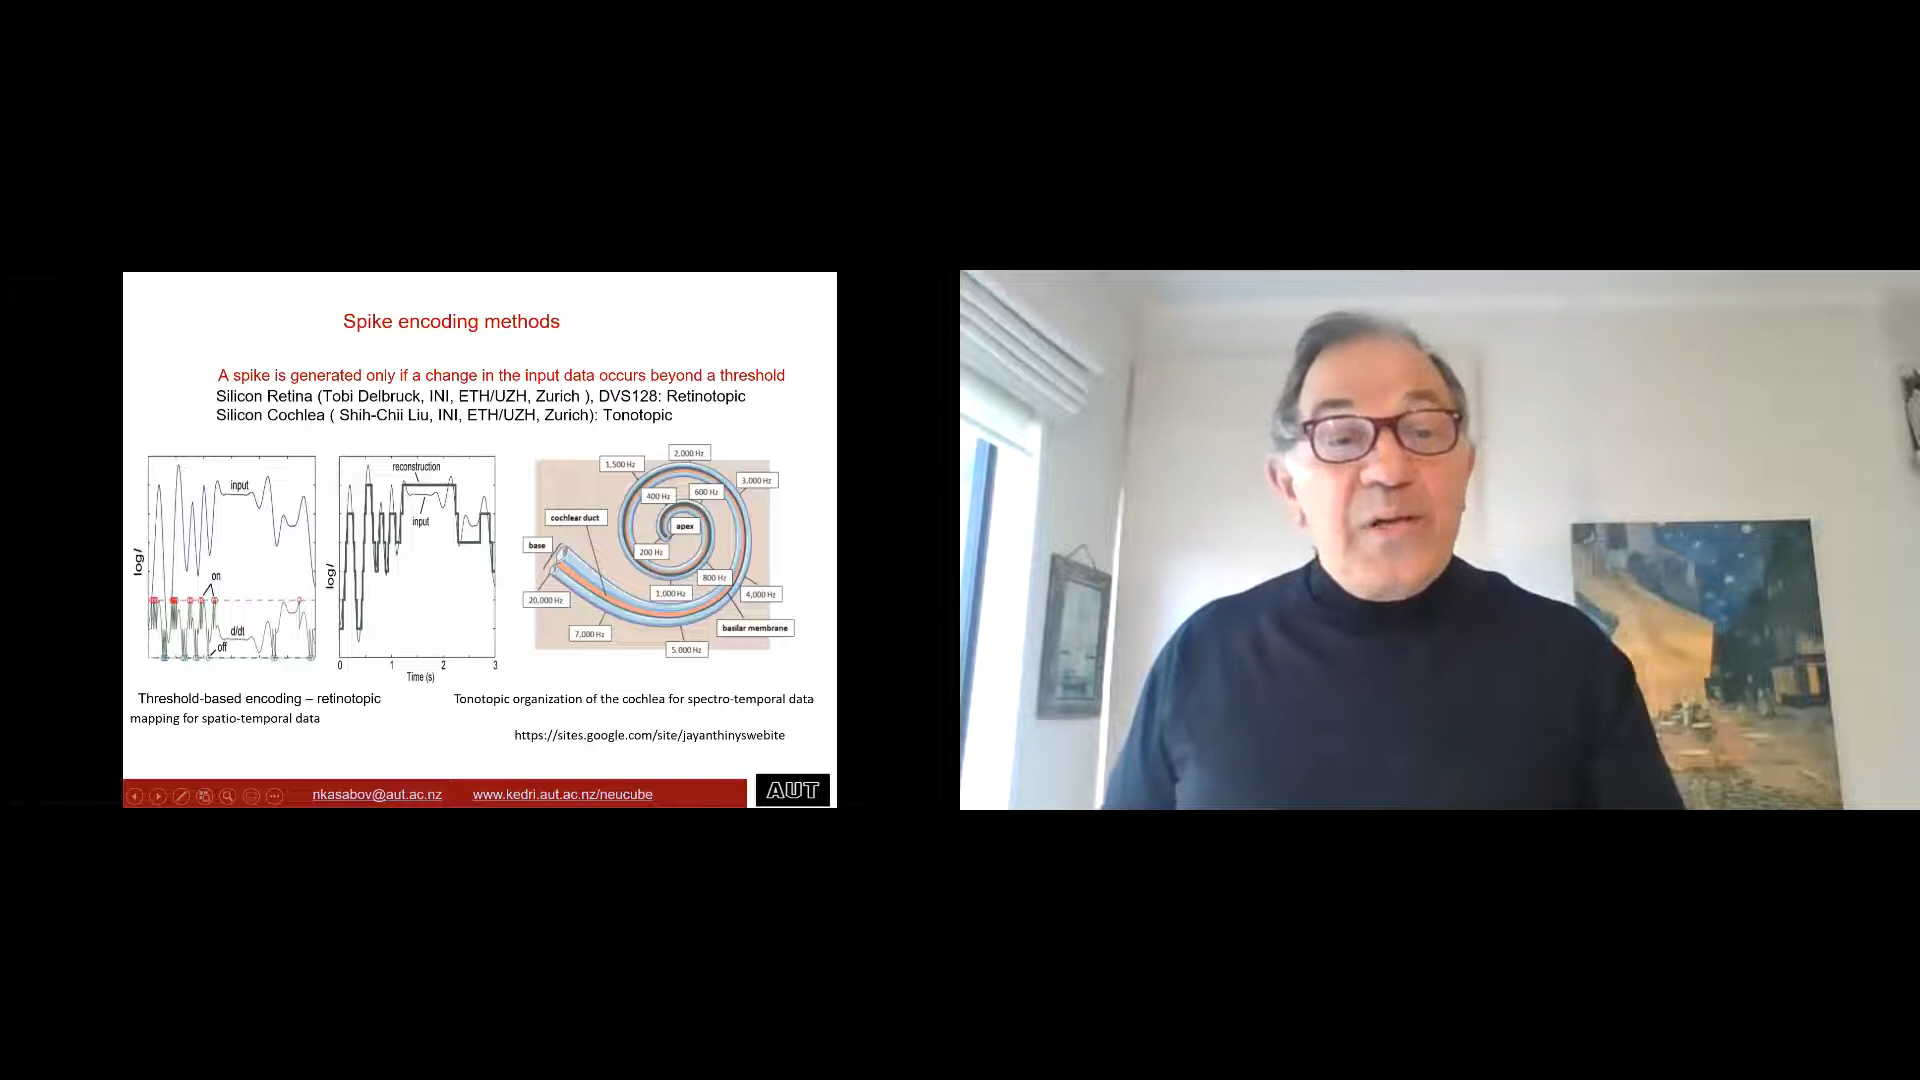 Spike encoding methods
A spike is generated only if a change in the input data occurs beyond a threshold
Silicon Retina (Tobi Delbruck, INI, ETH/UZH, Zurich ), DVS128: Retinotopic
Silicon Cochlea ( Shih-Chii Liu, INI, ETH/UZH, Zurich): Tonotopic
input
log I
on
d/dt
off
reconstruction
input
log I
0 1 2 3
Time (s)
2,000 Hz
1,500 Hz
3,000 Hz
400 Hz
600 Hz
cochlear duct
apex
base
200 Hz
800 Hz
20,000 Hz
1,000 Hz
4,000 Hz
7,000 Hz
basilar membrane
5.000 Hz
Threshold-based encoding – retinotopic
mapping for spatio-temporal data
Tonotopic organization of the cochlea for spectro-temporal data
https://sites.google.com/site/jayanthinyswebite
nkasabov@aut.ac.nz www.kedri.aut.ac.nz/neucube
AUT